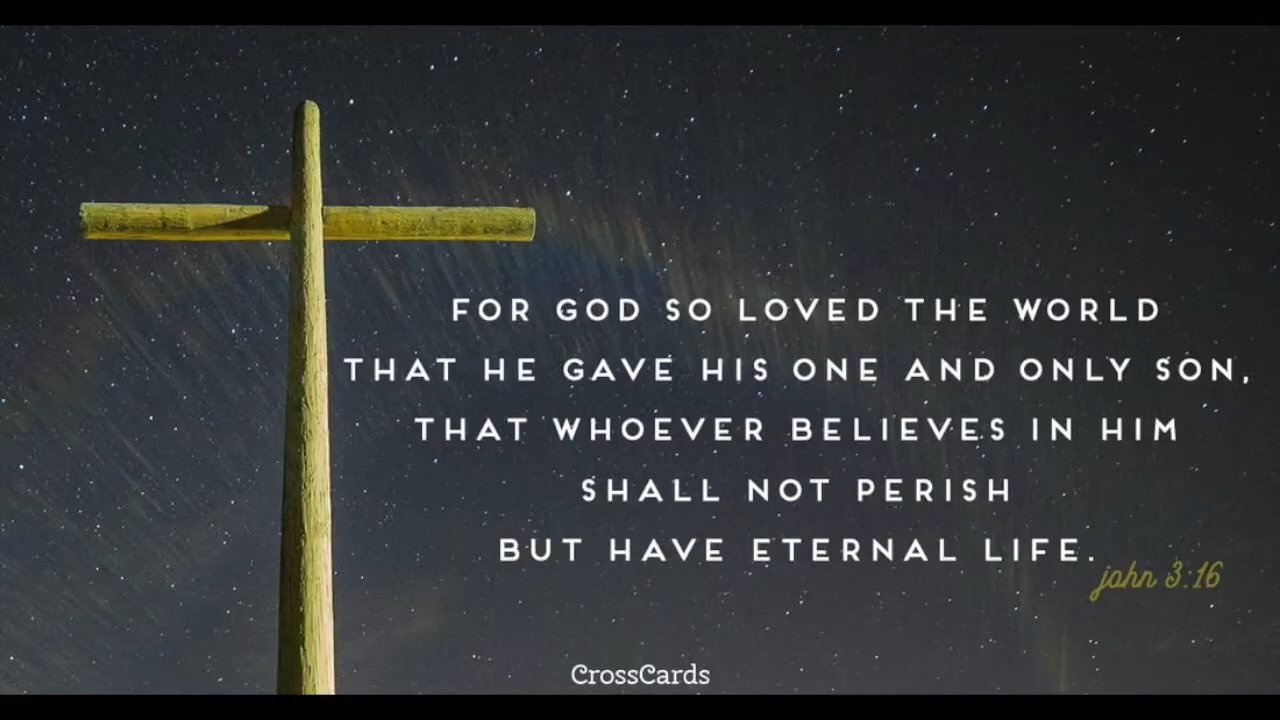 FOR GOD SO LOVED THE WORLD
THAT HE GAVE HIS ONE AND ONLY SON,
THAT WHOEVER BELIEVES IN HIM
SHALL NOT PERISH
BUT HAVE ETERNAL LIFE.
john 3:16
CrossCards